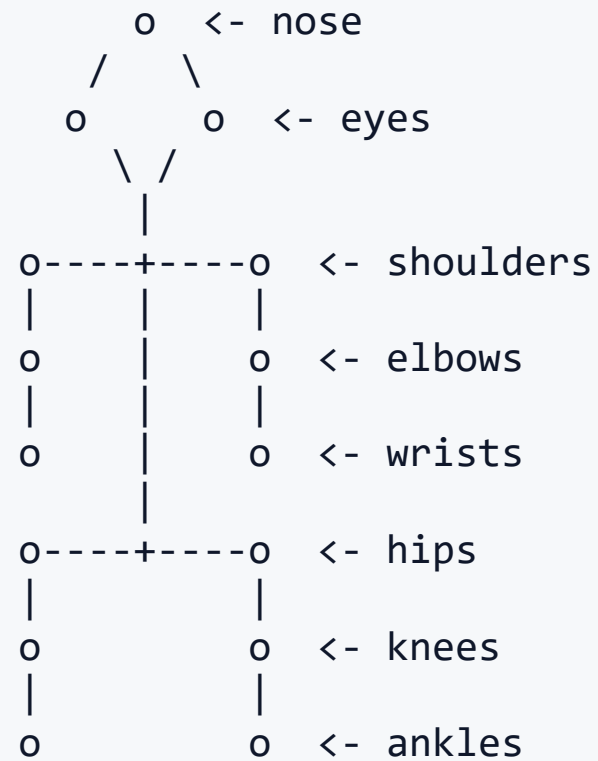 o <- nose
/ \
o o <- eyes
\ /
|
o----+----o <- shoulders
| | |
o | o <- elbows
| | |
o | o <- wrists
|
o----+----o <- hips
| |
o o <- knees
| |
o o <- ankles